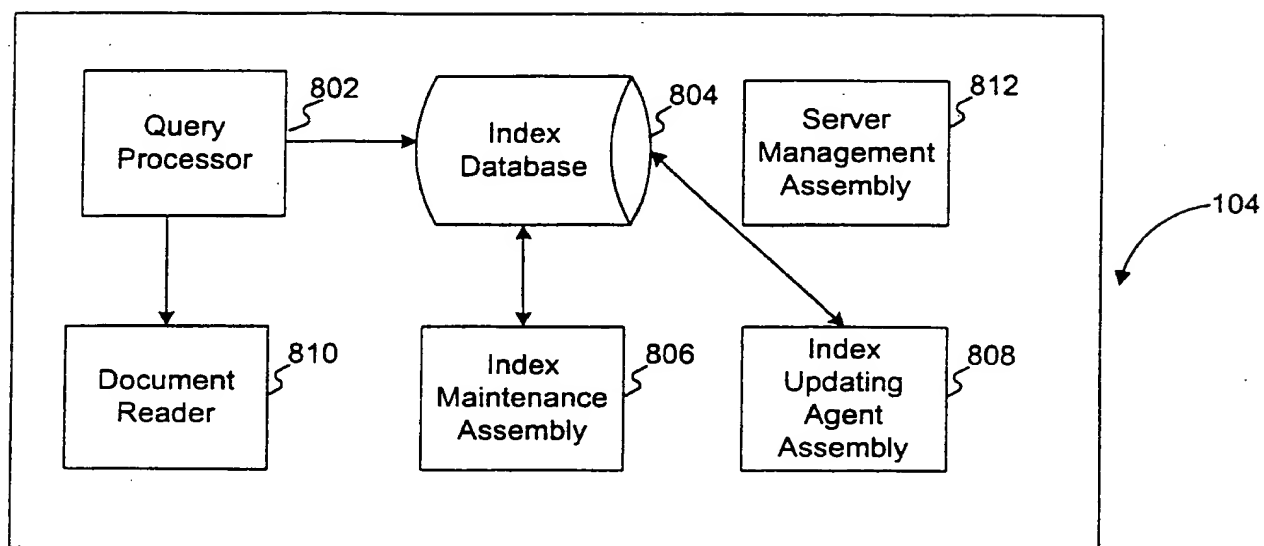 802
Query
Processor
804
Index
Database
812
Server
Management
Assembly
104
810
Document
Reader
806
Index
Maintenance
Assembly
808
Index
Updating
Agent
Assembly